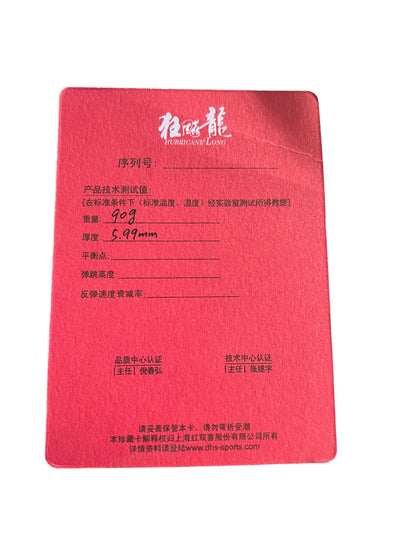 狂飚龍
HURRICANE·LONG
序列号:
产品技术测试值:
[在标准条件下（标准温度、湿度）经实验室测试所得数据]
重量: 90g
厚度: 5.99mm
平衡点:
弹跳高度
反弹速度衰减率:
品质中心认证 技术中心认证
[主任] 倪春弘 [主任] 张维宇
请妥善保管本卡、请勿弯折受潮
本珍藏卡解释权归上海红双喜股份有限公司所有
详情资料请登陆www.dhs-sports.com